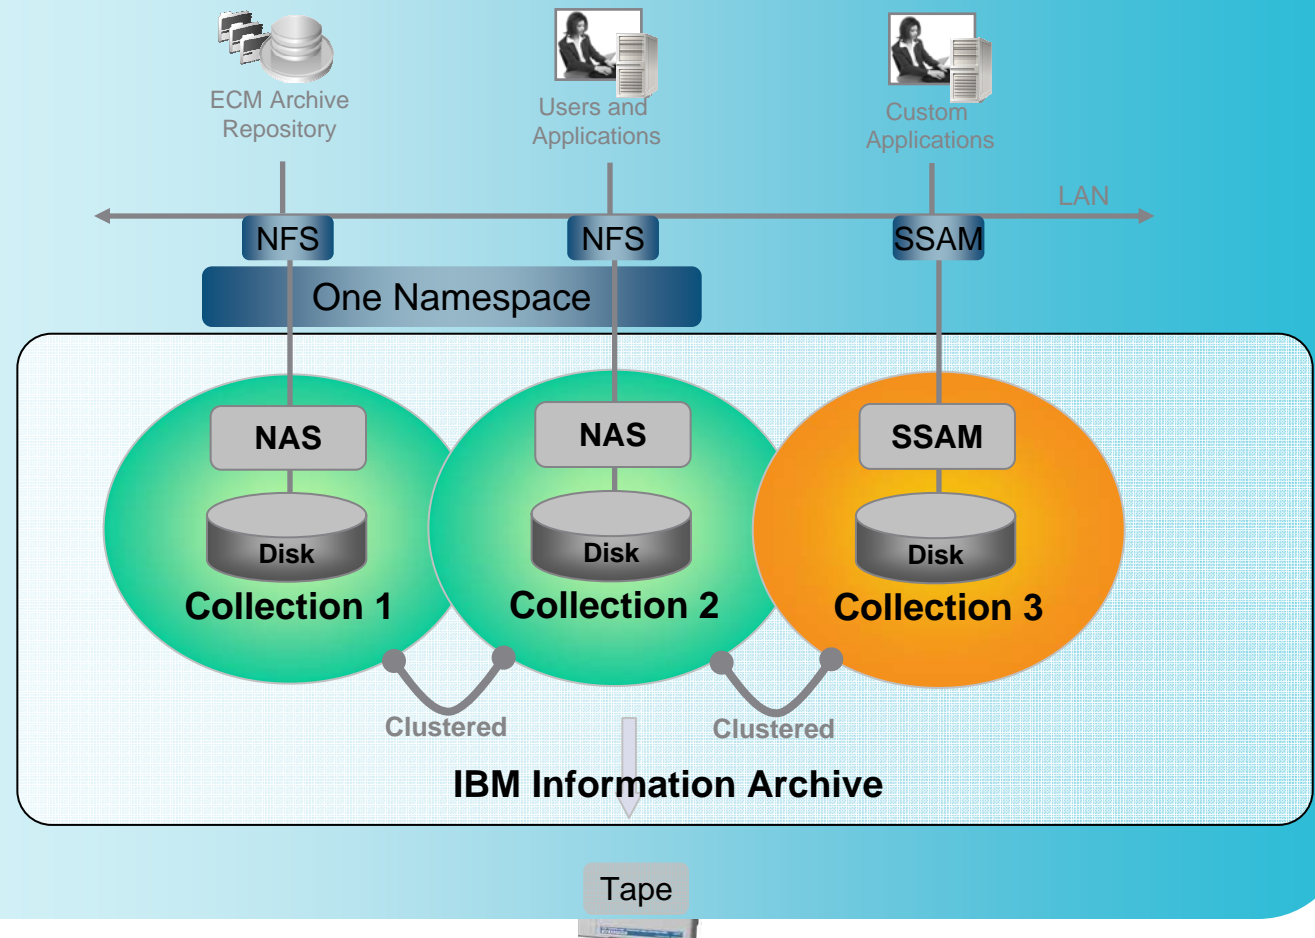 ECM Archive
Repository
Users and
Applications
Custom
Applications
LAN
NFS
NFS
SSAM
One Namespace
NAS
NAS
SSAM
Disk
Disk
Disk
Collection 1
Collection 2
Collection 3
Clustered
Clustered
IBM Information Archive
Tape